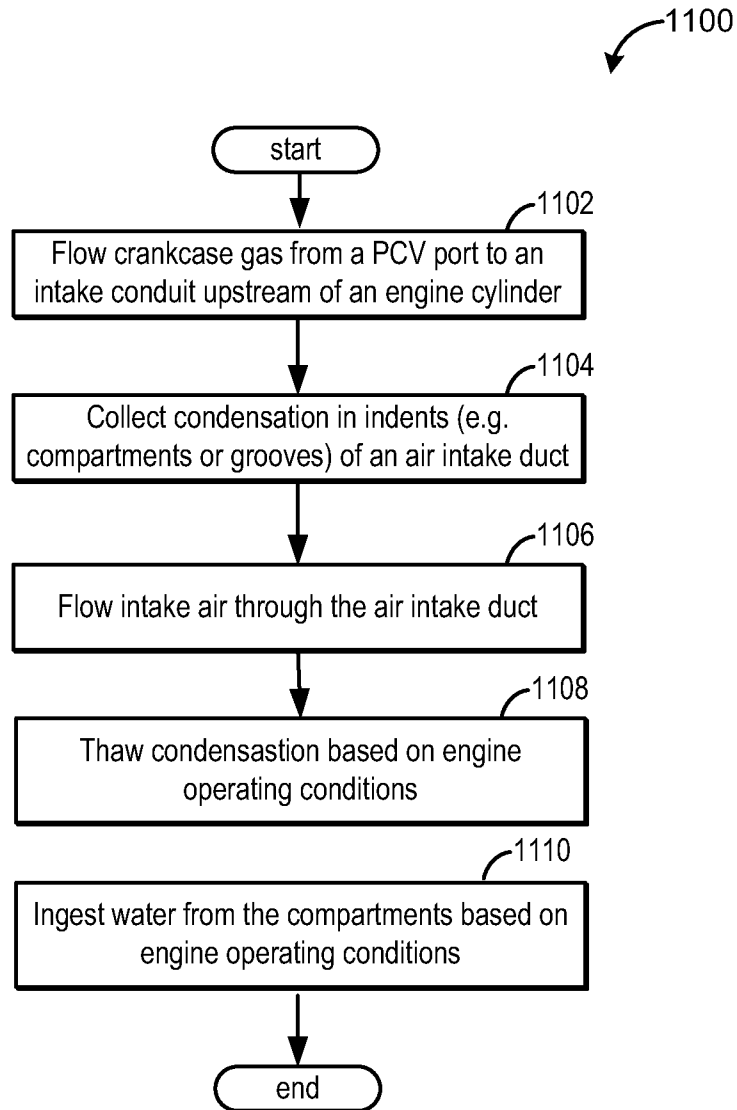 1100
start
1102
Flow crankcase gas from a PCV port to an
intake conduit upstream of an engine cylinder
1104
Collect condensation in indents (e.g.
compartments or grooves) of an air intake duct
1106
Flow intake air through the air intake duct
1108
Thaw condensastion based on engine
operating conditions
1110
Ingest water from the compartments based on
engine operating conditions
end